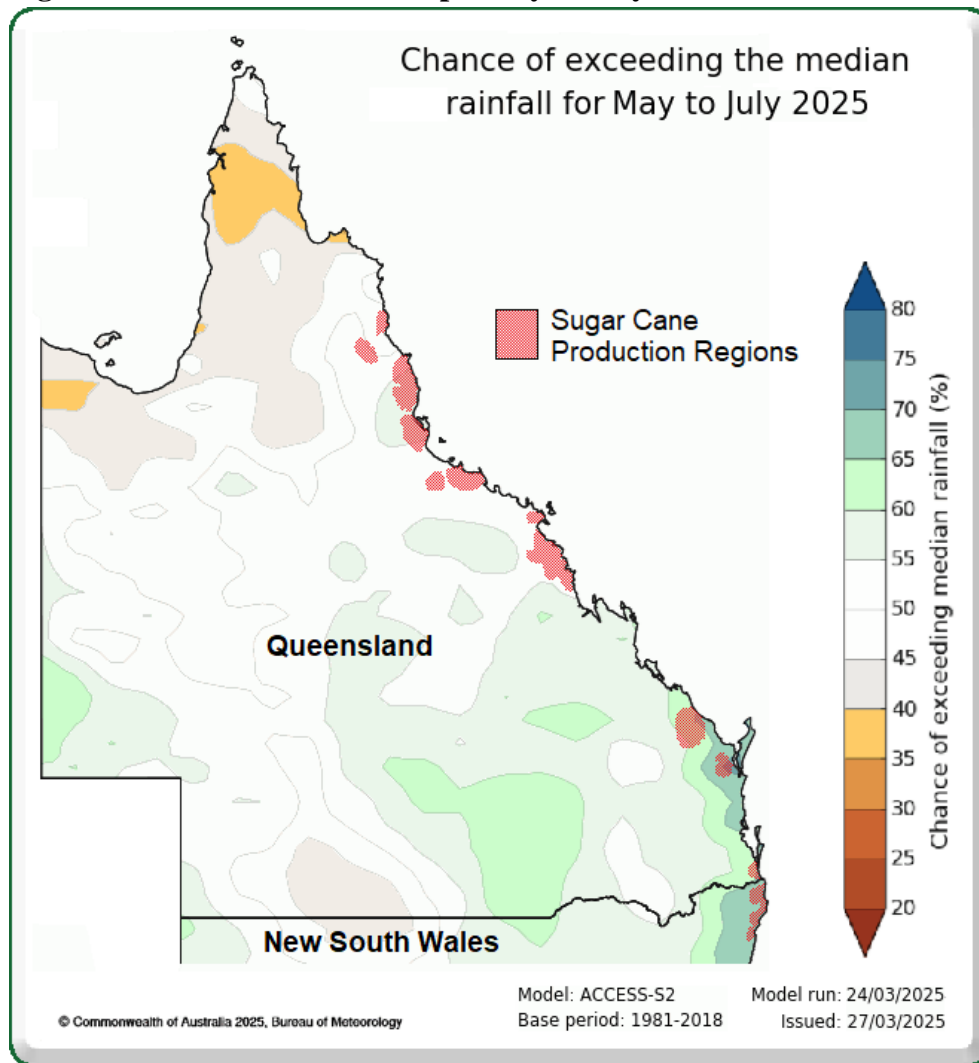 Chance of exceeding the median
rainfall for May to July 2025
Sugar Cane
Production Regions
80
75
70
65
60
55
50
45
40
35
30
25
20
Chance of exceeding median rainfall (%)
Queensland
New South Wales
Model: ACCESS-S2
Base period: 1981-2018
Model run: 24/03/2025
Issued: 27/03/2025
© Commonwealth of Australia 2025, Bureau of Meteorology